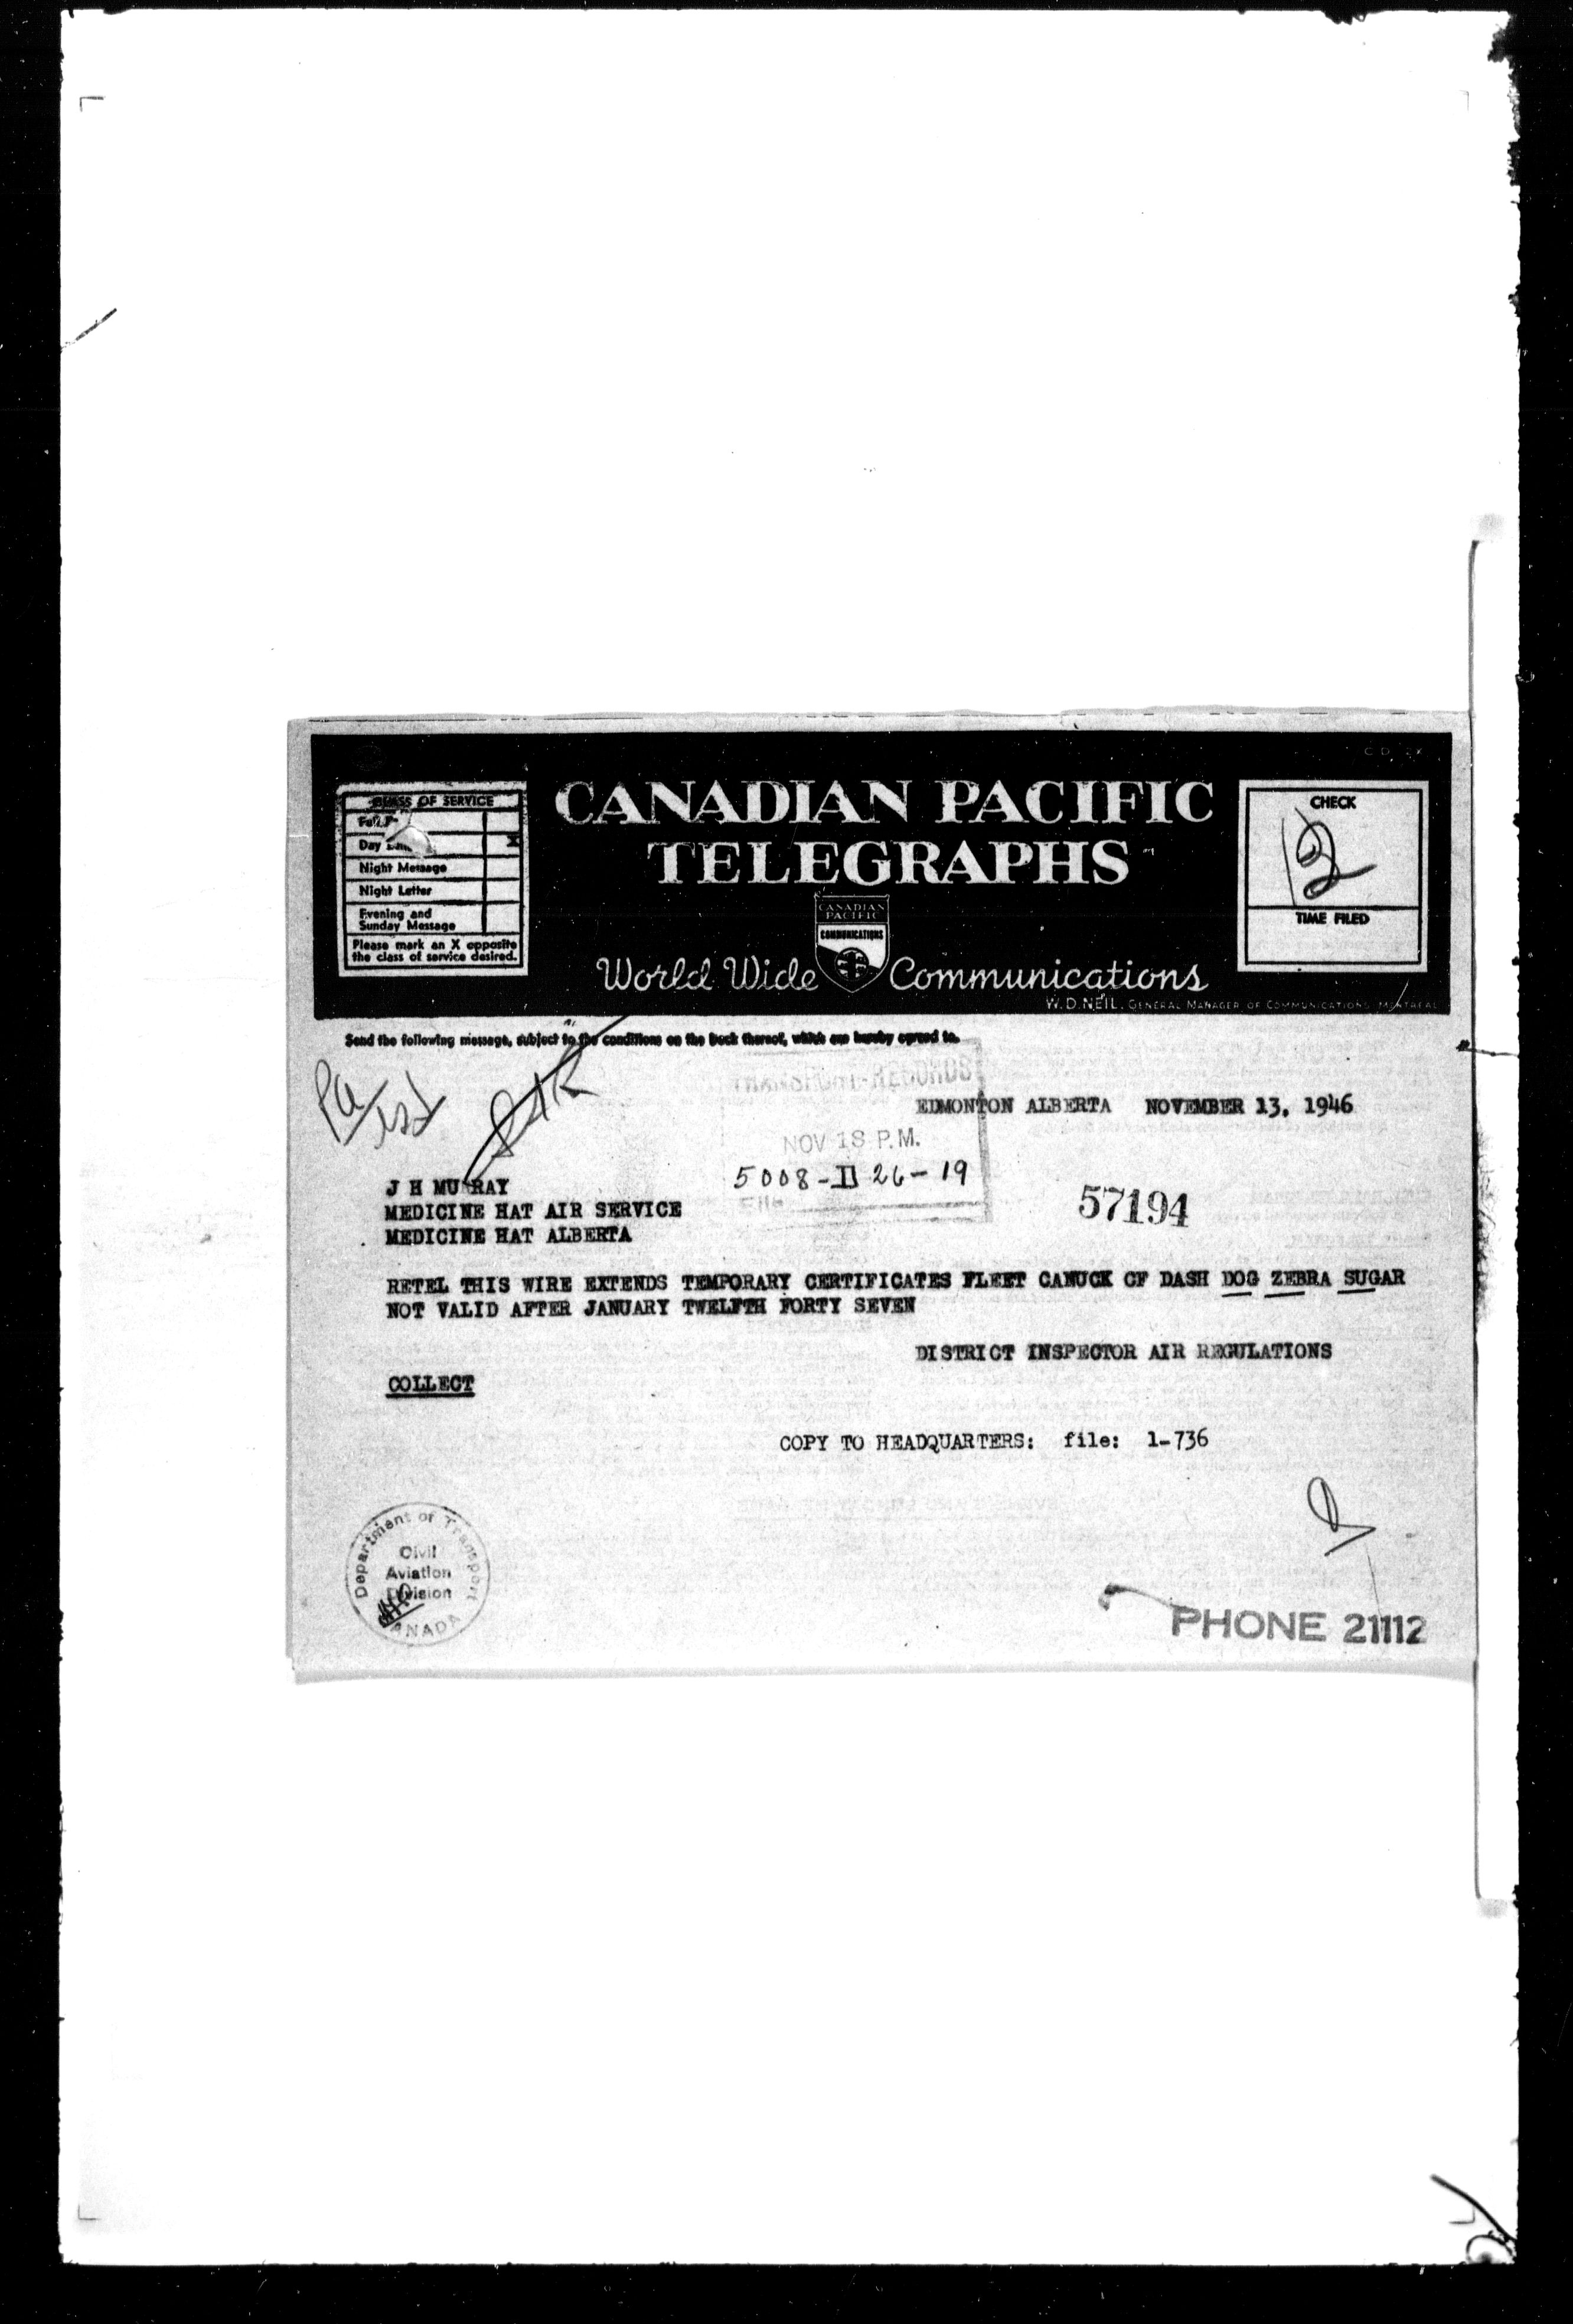 C.D. 2X
CLASS OF SERVICE
Full
Day
X
Night Message
Night Letter
Evening and
Sunday Message
Please mark an X opposite
the class of service desired.
CANADIAN PACIFIC
TELEGRAPHS
CANADIAN
PACIFIC
COMMUNICATIONS
World Wide Communications
W.D. NEIL, GENERAL MANAGER OF COMMUNICATIONS, MONTREAL
CHECK
TIME FILED
Send the following message, subject to the conditions on the back thereof, which are hereby agreed to.
TRANSPORT-RECORDS
EDMONTON ALBERTA NOVEMBER 13, 1946
NOV 18 P.M.
5008-II 26-19
File
57194
J H MURRAY
MEDICINE HAT AIR SERVICE
MEDICINE HAT ALBERTA
RETEL THIS WIRE EXTENDS TEMPORARY CERTIFICATES FLEET CANUCK CF DASH DOG ZEBRA SUGAR
NOT VALID AFTER JANUARY TWELFTH FORTY SEVEN
DISTRICT INSPECTOR AIR REGULATIONS
COLLECT
COPY TO HEADQUARTERS: file: 1-736
Department of Transport
Civil
Aviation
Division
CANADA
PHONE 21112